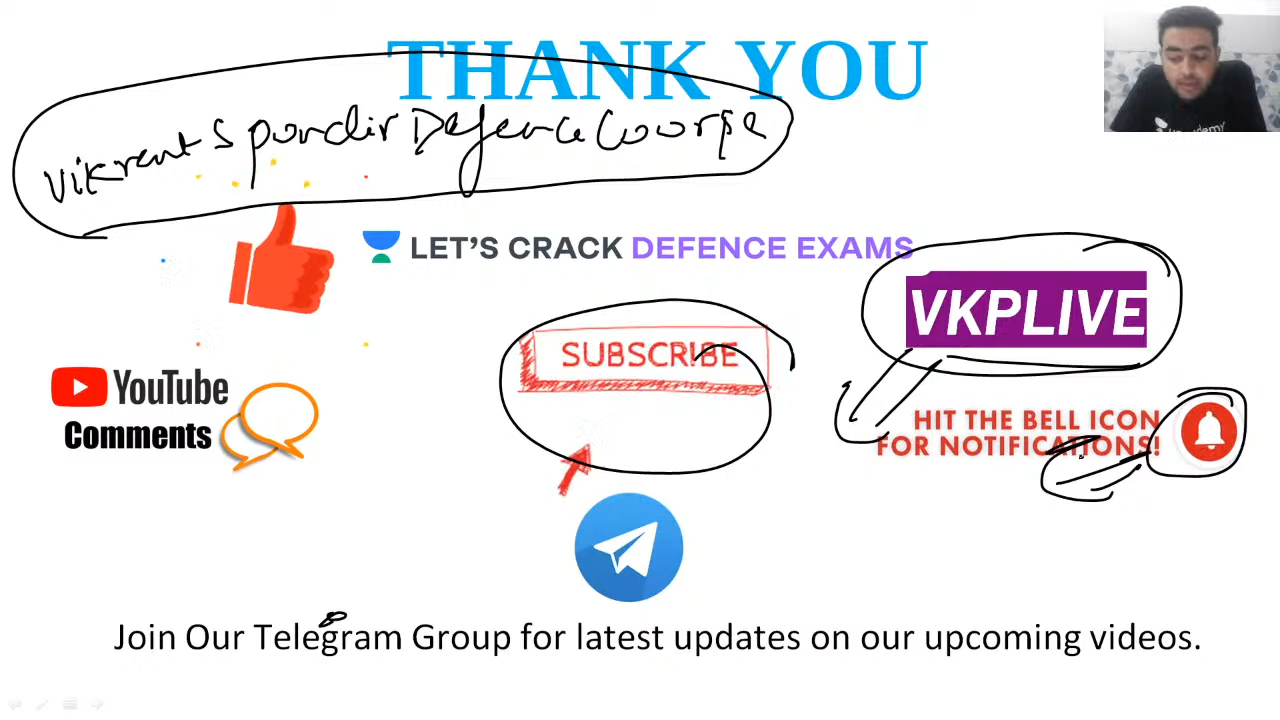 THANK YOU
Vikrent S Pondir Defence Course
LET'S CRACK DEFENCE EXAMS
VKPLIVE
SUBSCRIBE
YouTube
Comments
HIT THE BELL ICON
FOR NOTIFICATIONS!
Join Our Telegram Group for latest updates on our upcoming videos.